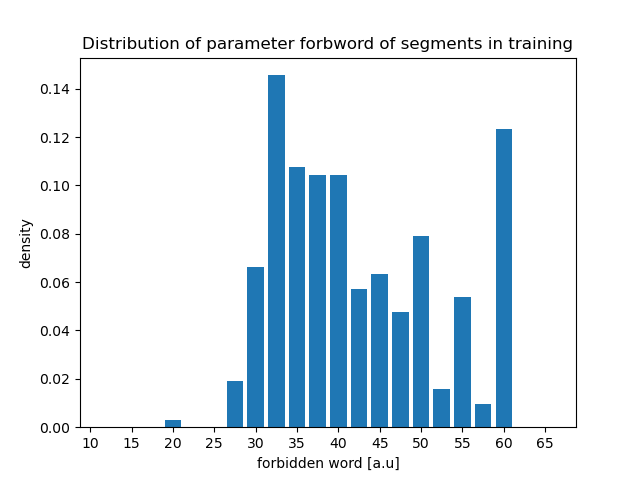 Distribution of parameter forbword of segments in training
0.14
0.12
0.10
0.08
0.06
0.04
0.02
0.00
density
10 15 20 25 30 35 40 45 50 55 60 65
forbidden word [a.u]